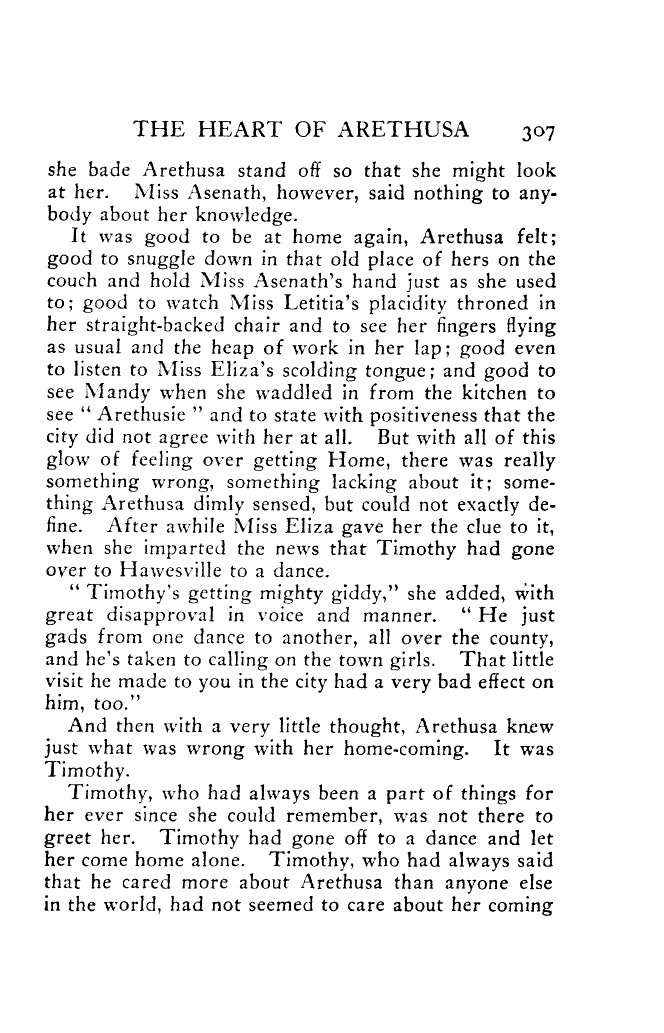 THE HEART OF ARETHUSA 307
she bade Arethusa stand off so that she might look
at her. Miss Asenath, however, said nothing to any-
body about her knowledge.
It was good to be at home again, Arethusa felt;
good to snuggle down in that old place of hers on the
couch and hold Miss Asenath's hand just as she used
to; good to watch Miss Letitia's placidity throned in
her straight-backed chair and to see her fingers flying
as usual and the heap of work in her lap; good even
to listen to Miss Eliza's scolding tongue; and good to
see Mandy when she waddled in from the kitchen to
see " Arethusie " and to state with positiveness that the
city did not agree with her at all. But with all of this
glow of feeling over getting Home, there was really
something wrong, something lacking about it; some-
thing Arethusa dimly sensed, but could not exactly de-
fine. After awhile Miss Eliza gave her the clue to it,
when she imparted the news that Timothy had gone
over to Hawesville to a dance.
" Timothy's getting mighty giddy," she added, with
great disapproval in voice and manner. " He just
gads from one dance to another, all over the county,
and he's taken to calling on the town girls. That little
visit he made to you in the city had a very bad effect on
him, too."
And then with a very little thought, Arethusa knew
just what was wrong with her home-coming. It was
Timothy.
Timothy, who had always been a part of things for
her ever since she could remember, was not there to
greet her. Timothy had gone off to a dance and let
her come home alone. Timothy, who had always said
that he cared more about Arethusa than anyone else
in the world, had not seemed to care about her coming